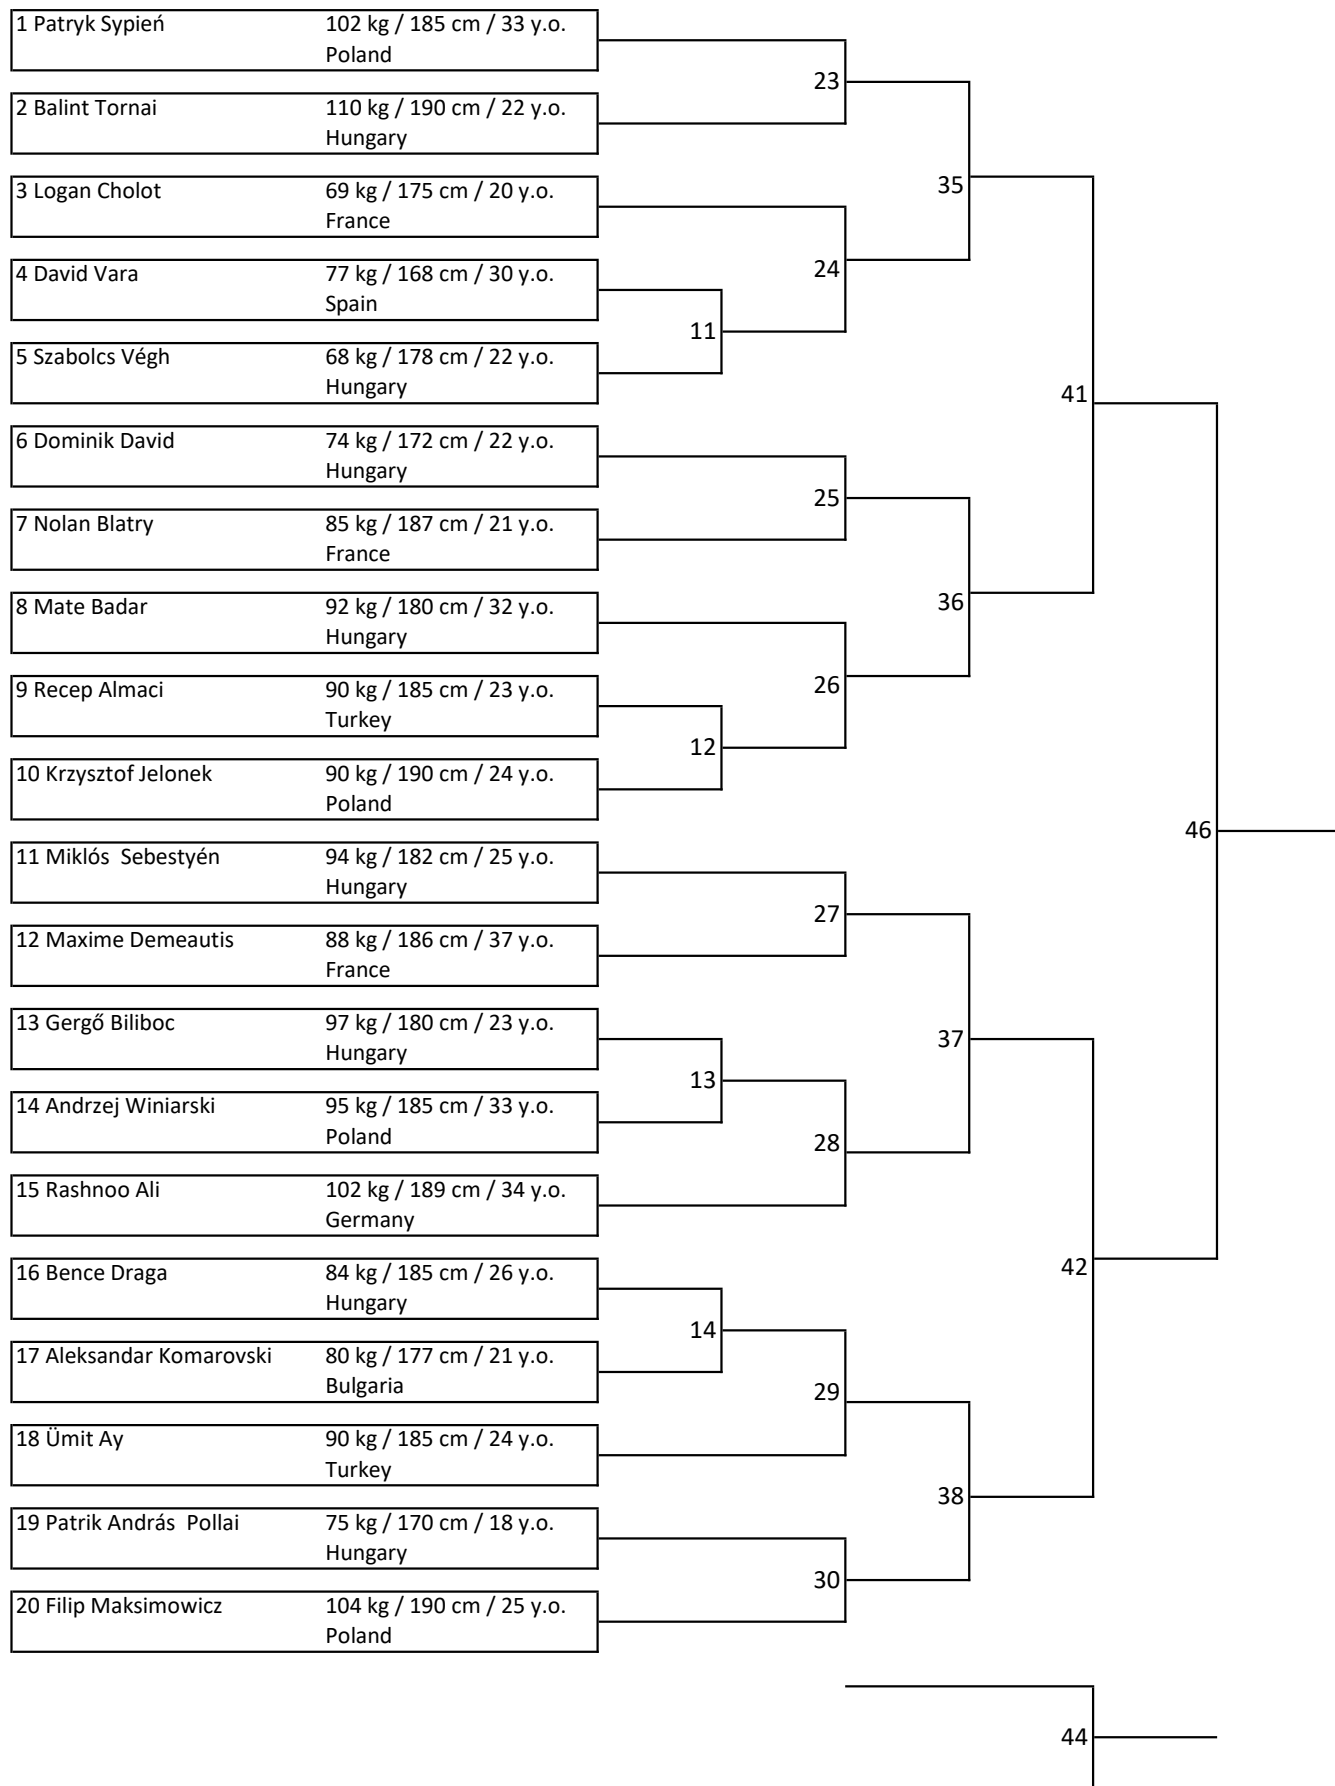 1 Patryk Sypień 102 kg / 185 cm / 33 y.o.
Poland
23
2 Balint Tornai 110 kg / 190 cm / 22 y.o.
Hungary
3 Logan Cholot 69 kg / 175 cm / 20 y.o.
35
France
4 David Vara 77 kg / 168 cm / 30 y.o.
24
Spain
11
5 Szabolcs Végh 68 kg / 178 cm / 22 y.o.
Hungary
41
6 Dominik David 74 kg / 172 cm / 22 y.o.
Hungary
25
7 Nolan Blatry 85 kg / 187 cm / 21 y.o.
France
8 Mate Badar 92 kg / 180 cm / 32 y.o.
36
Hungary
9 Recep Almaci 90 kg / 185 cm / 23 y.o.
26
Turkey
12
10 Krzysztof Jelonek 90 kg / 190 cm / 24 y.o.
Poland
46
11 Miklós  Sebestyén 94 kg / 182 cm / 25 y.o.
Hungary
27
12 Maxime Demeautis 88 kg / 186 cm / 37 y.o.
France
13 Gergő Biliboc 97 kg / 180 cm / 23 y.o.
37
Hungary
13
14 Andrzej Winiarski 95 kg / 185 cm / 33 y.o.
Poland
28
15 Rashnoo Ali 102 kg / 189 cm / 34 y.o.
Germany
42
16 Bence Draga 84 kg / 185 cm / 26 y.o.
Hungary
14
17 Aleksandar Komarovski 80 kg / 177 cm / 21 y.o.
Bulgaria
29
18 Ümit Ay 90 kg / 185 cm / 24 y.o.
Turkey
38
19 Patrik András  Pollai 75 kg / 170 cm / 18 y.o.
Hungary
30
20 Filip Maksimowicz 104 kg / 190 cm / 25 y.o.
Poland
44